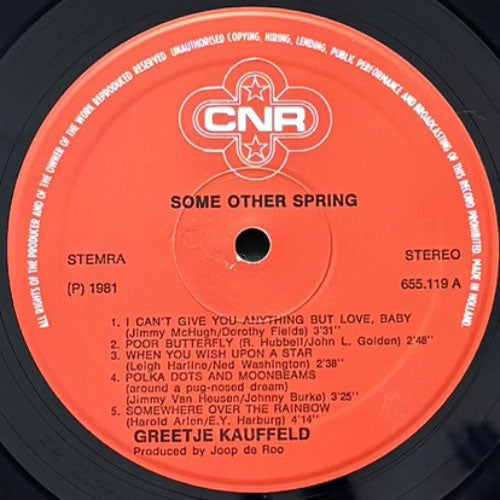 ALL RIGHTS OF THE PRODUCER AND OF THE OWNER OF THE WORK REPRODUCED RESERVED UNAUTHORISED COPYING, HIRING, LENDING, PUBLIC PERFORMANCE AND BROADCASTING OF THIS RECORD PROHIBITED. MADE IN HOLLAND.
CNR
SOME OTHER SPRING
STEMRA
STEREO
(P) 1981
655.119 A
1. I CAN'T GIVE YOU ANYTHING BUT LOVE, BABY
(Jimmy McHugh/Dorothy Fields) 3'31"
2. POOR BUTTERFLY (R. Hubbell/John L. Golden) 2'48"
3. WHEN YOU WISH UPON A STAR
(Leigh Harline/Ned Washington) 2'38"
4. POLKA DOTS AND MOONBEAMS
(around a pug-nosed dream)
(Jimmy Van Heusen/Johnny Burke) 3'25"
5. SOMEWHERE OVER THE RAINBOW
(Harold Arlen/E.Y. Harburg) 4'14"
GREETJE KAUFFELD
Produced by Joop de Roo